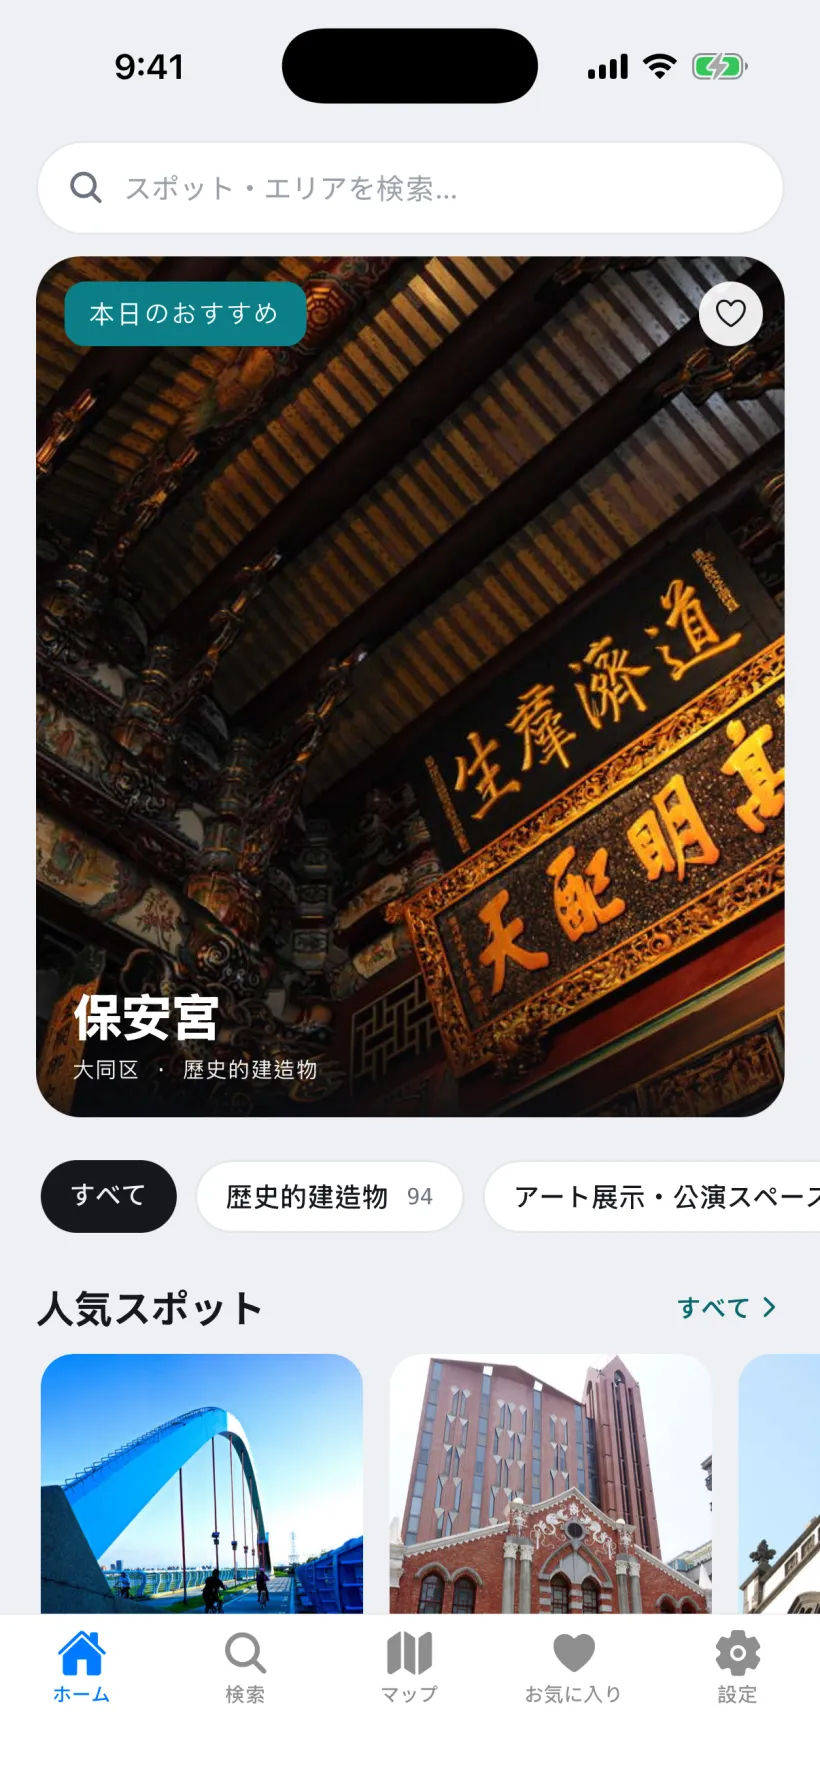 9:41
スポット・エリアを検索...
本日のおすすめ
道濟羣生
高明配天
保安宮
大同区 · 歷史的建造物
すべて
歴史的建造物 94
アート展示・公演スペース
人気スポット
すべて
ホーム
検索
マップ
お気に入り
設定